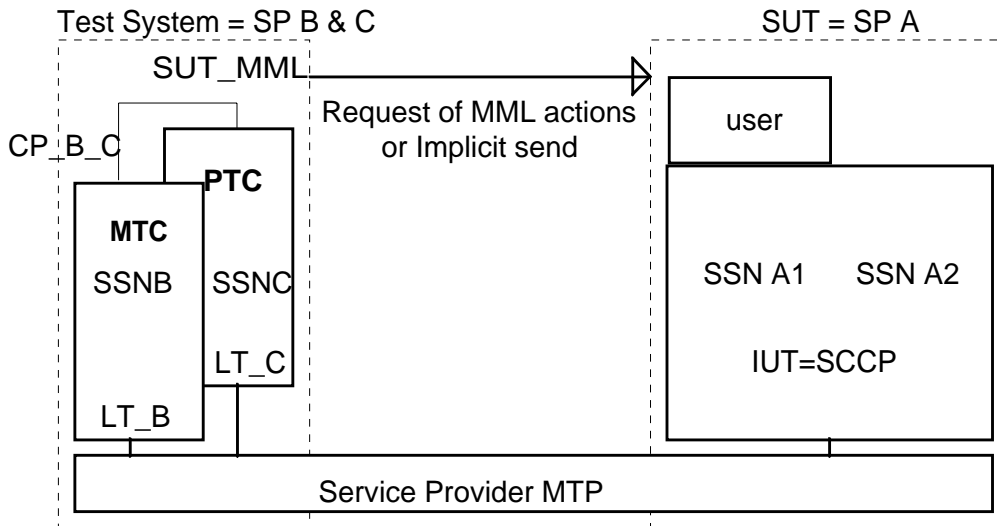 Test System = SP B & C
SUT = SP A
SUT_MML
Request of MML actions
or Implicit send
user
CP_B_C
PTC
MTC
SSNB
SSNC
SSN A1
SSN A2
LT_C
IUT=SCCP
LT_B
Service Provider MTP